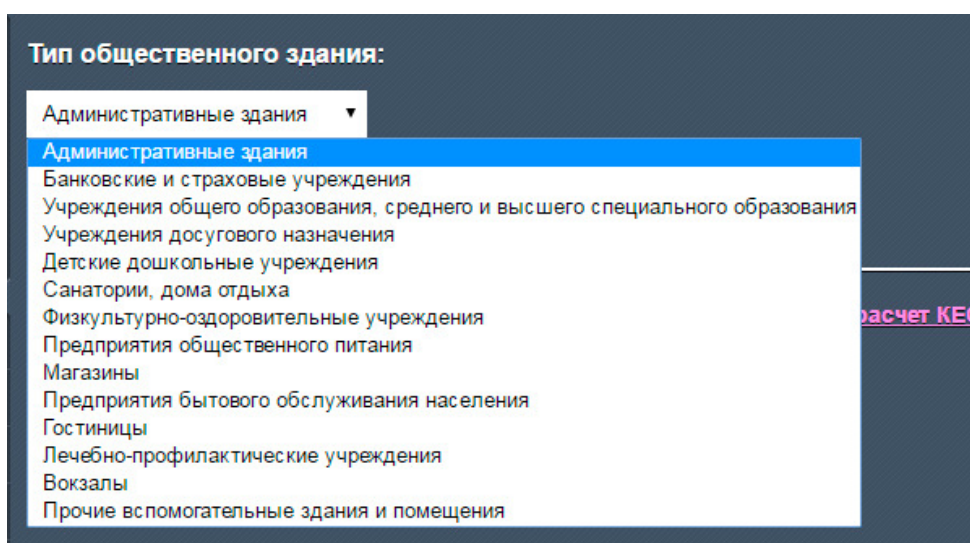 Тип общественного здания:
Административные здания
Административные здания
Банковские и страховые учреждения
Учреждения общего образования, среднего и высшего специального образования
Учреждения досугового назначения
Детские дошкольные учреждения
Санатории, дома отдыха
Физкультурно-оздоровительные учреждения
расчет КЕО
Предприятия общественного питания
Магазины
Предприятия бытового обслуживания населения
Гостиницы
Лечебно-профилактические учреждения
Вокзалы
Прочие вспомогательные здания и помещения